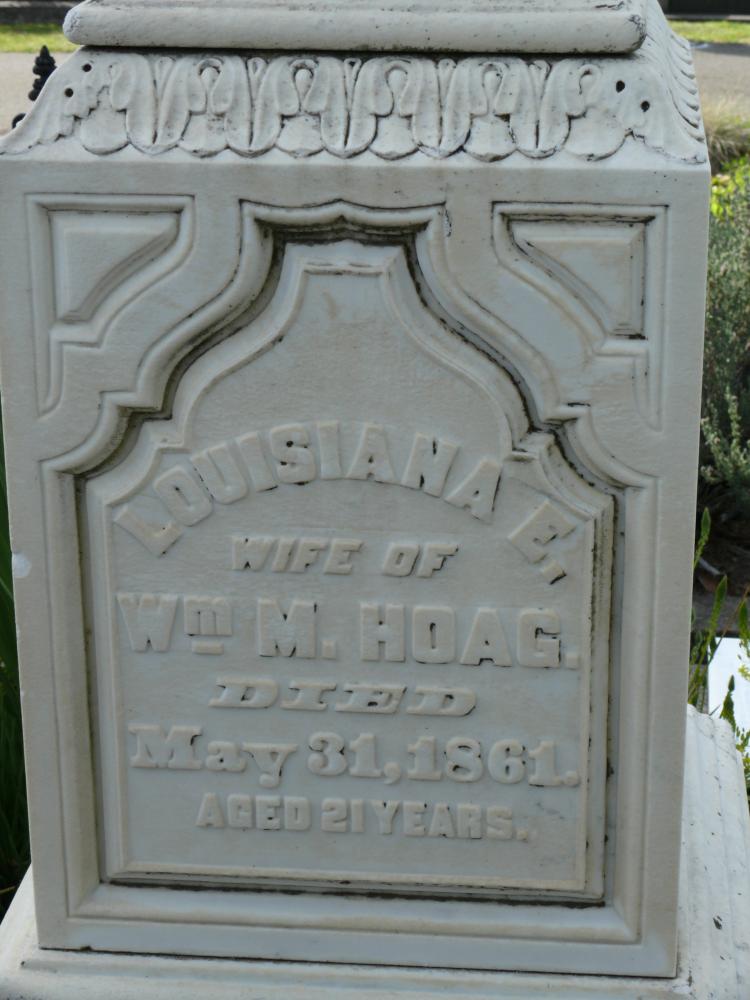 LOUISIANA E.
WIFE OF
Wm M. HOAG.
DIED
May 31, 1861.
AGED 21 YEARS.